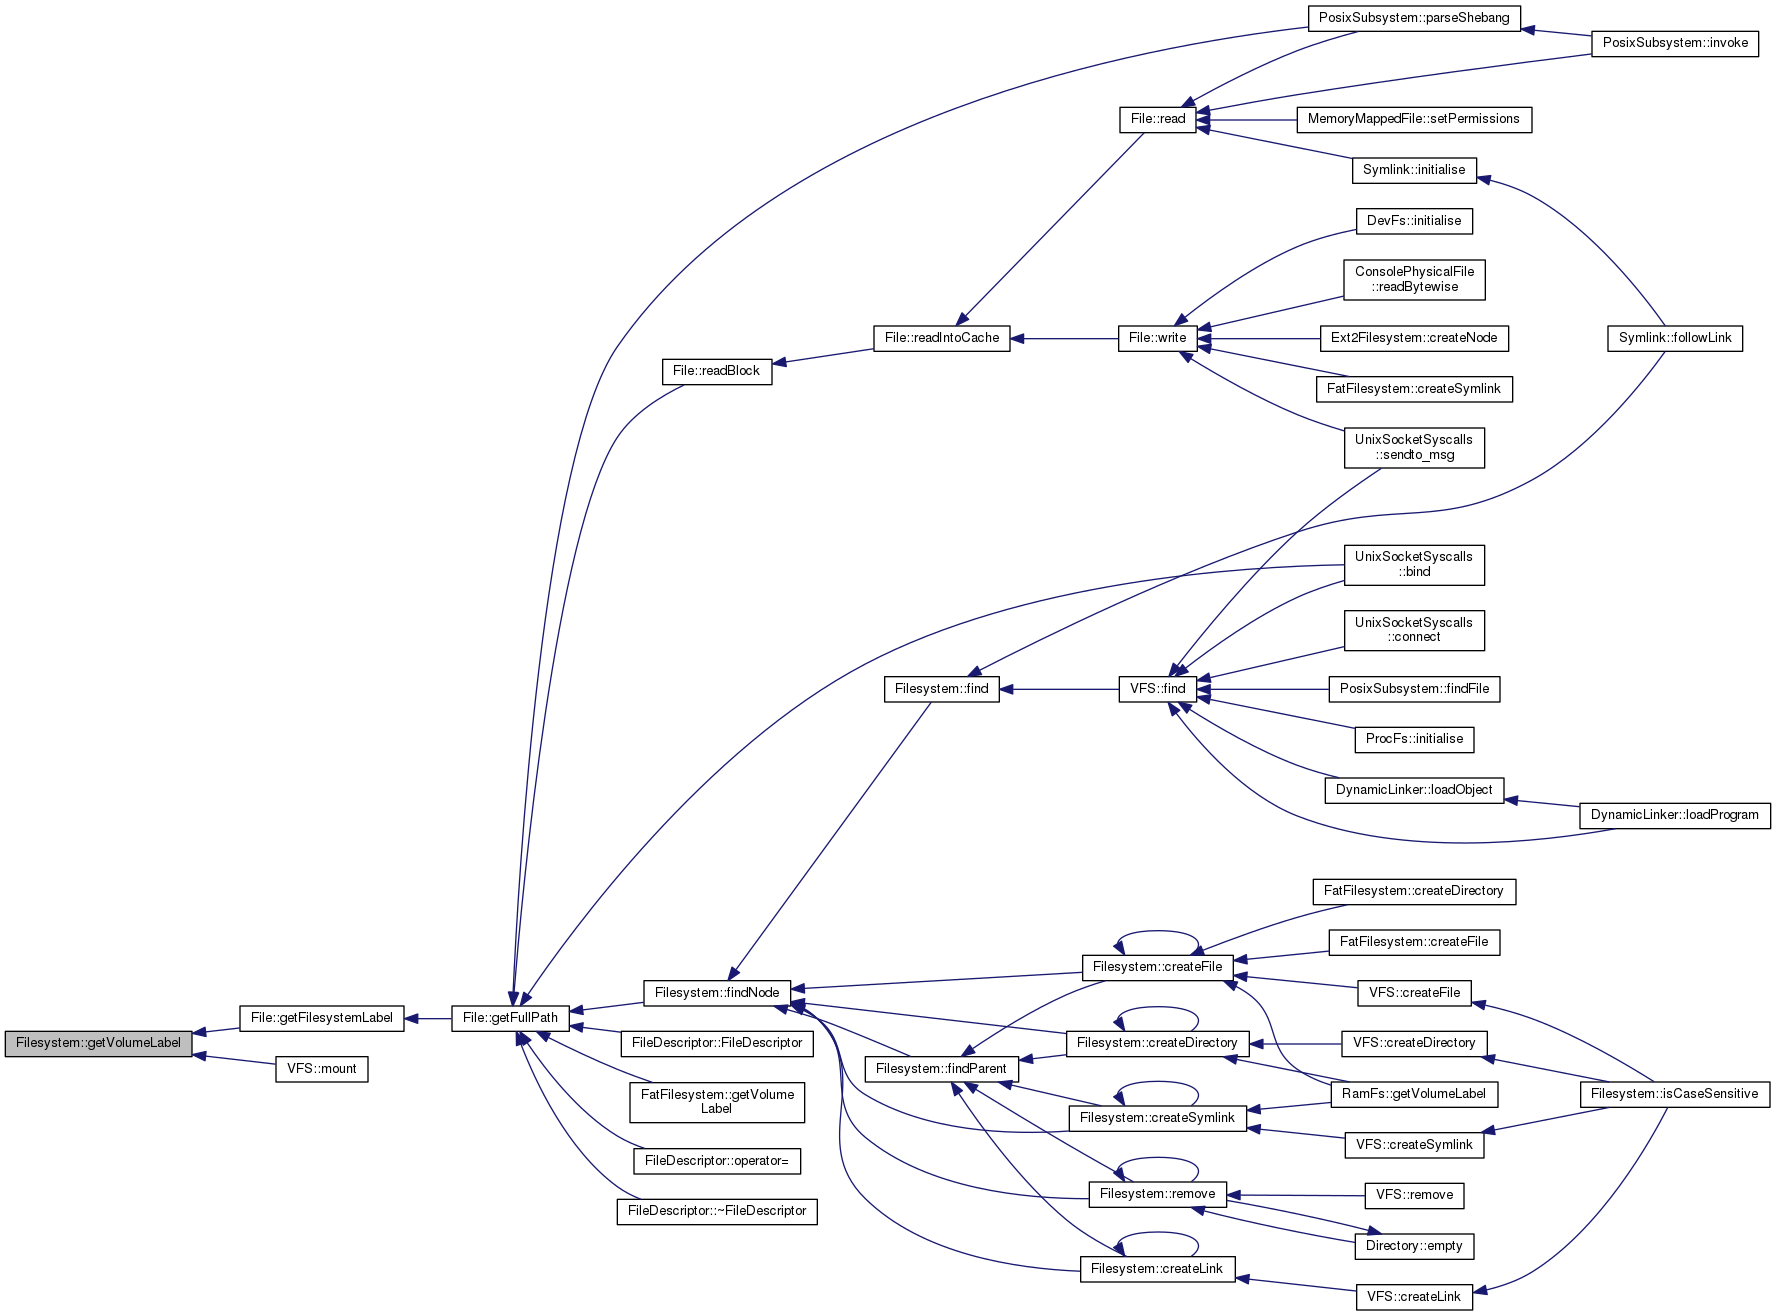 PosixSubsystem::parseShebang
PosixSubsystem::invoke
File::read
MemoryMappedFile::setPermissions
Symlink::initialise
DevFs::initialise
ConsolePhysicalFile
::readBytewise
File::readIntoCache
File::write
Ext2Filesystem::createNode
Symlink::followLink
File::readBlock
FatFilesystem::createSymlink
UnixSocketSyscalls
::sendto_msg
UnixSocketSyscalls
::bind
UnixSocketSyscalls
::connect
Filesystem::find
VFS::find
PosixSubsystem::findFile
ProcFs::initialise
DynamicLinker::loadObject
DynamicLinker::loadProgram
FatFilesystem::createDirectory
FatFilesystem::createFile
Filesystem::createFile
Filesystem::findNode
VFS::createFile
File::getFilesystemLabel
File::getFullPath
Filesystem::getVolumeLabel
FileDescriptor::FileDescriptor
Filesystem::createDirectory
VFS::createDirectory
VFS::mount
Filesystem::findParent
FatFilesystem::getVolume
Label
RamFs::getVolumeLabel
Filesystem::isCaseSensitive
Filesystem::createSymlink
VFS::createSymlink
FileDescriptor::operator=
Filesystem::remove
VFS::remove
FileDescriptor::~FileDescriptor
Directory::empty
Filesystem::createLink
VFS::createLink